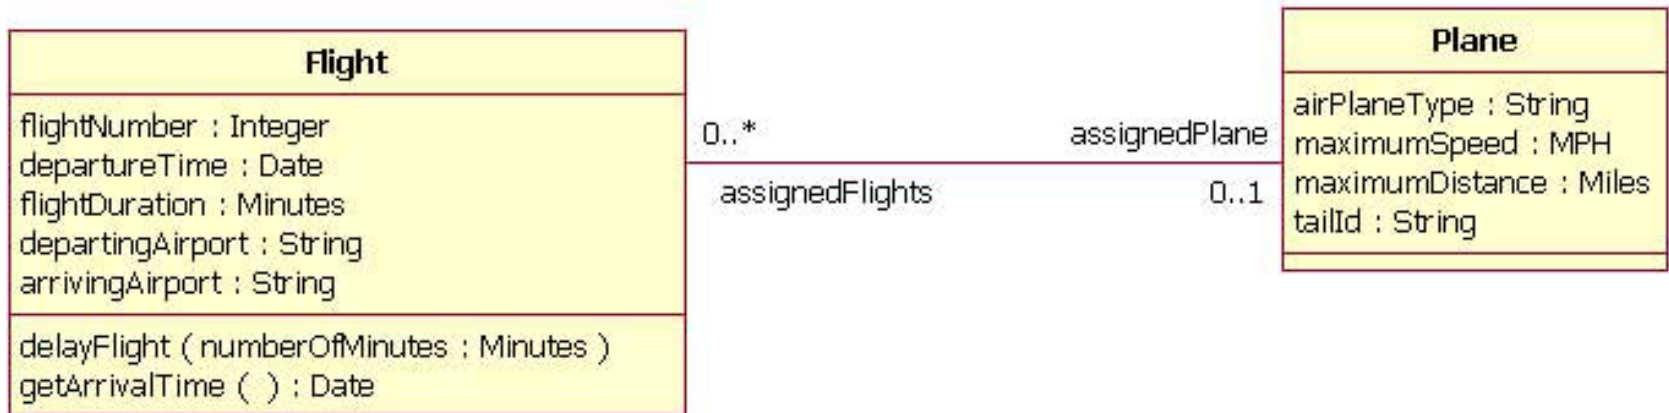 Flight
flightNumber : Integer
departureTime : Date
flightDuration : Minutes
departingAirport : String
arrivingAirport : String
delayFlight ( numberOfMinutes : Minutes )
getArrivalTime ( ) : Date
0..*
assignedFlights
assignedPlane
0..1
Plane
airPlaneType : String
maximumSpeed : MPH
maximumDistance : Miles
tailId : String